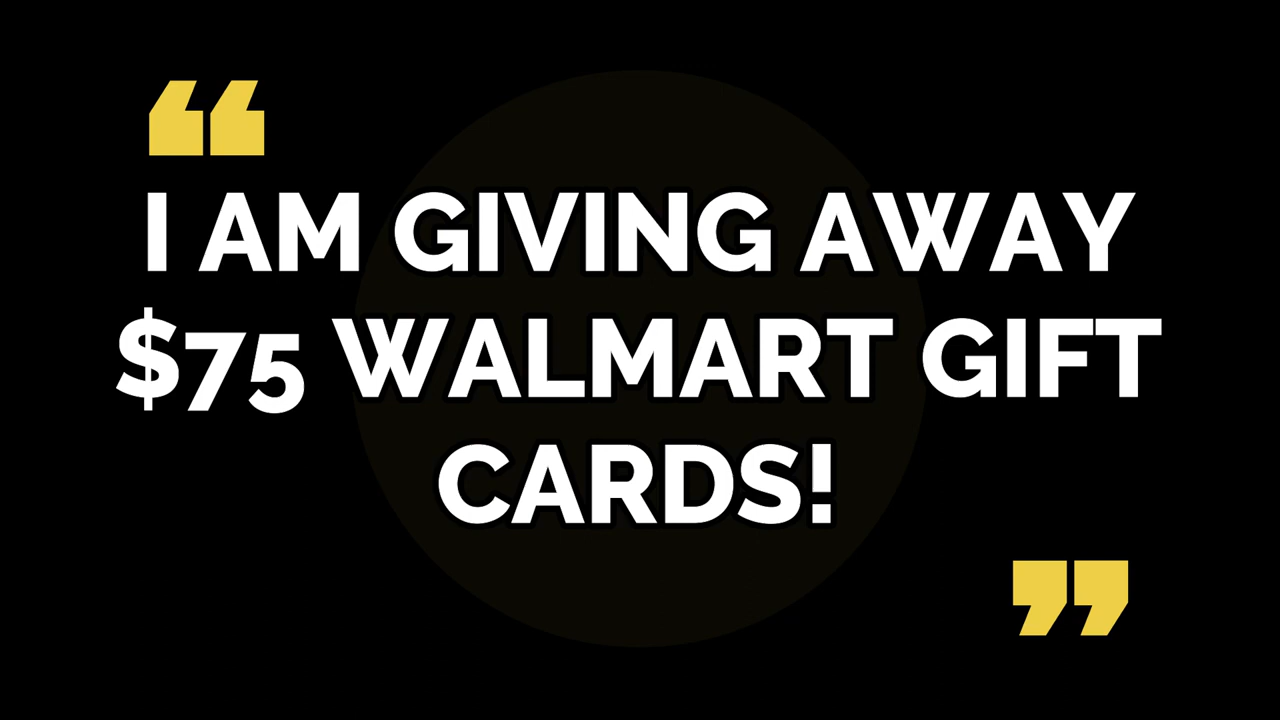 “
I AM GIVING AWAY
$75 WALMART GIFT
CARDS!
”